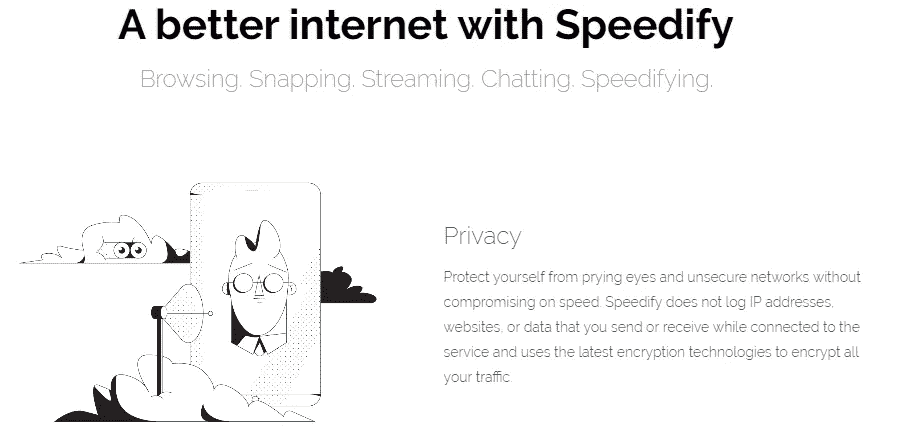 A better internet with Speedify
Browsing. Snapping. Streaming. Chatting. Speedifying.
Privacy
Protect yourself from prying eyes and unsecure networks without
compromising on speed. Speedify does not log IP addresses,
websites, or data that you send or receive while connected to the
service and uses the latest encryption technologies to encrypt all
your traffic.